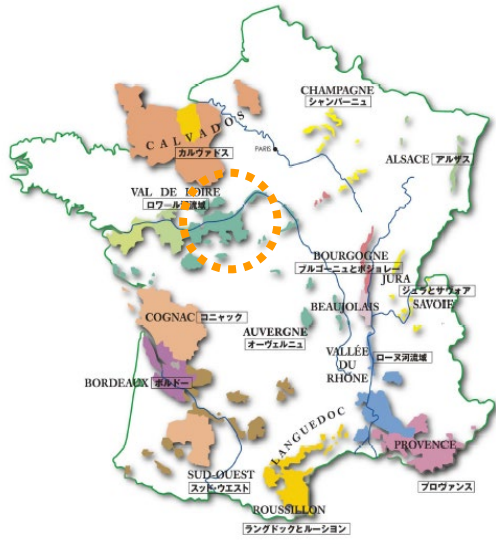 CHAMPAGNE
シャンパーニュ
CALVADOS
カルヴァドス
PARIS
ALSACE アルザス
VAL DE LOIRE
ロワール河流域
BOURGOGNE
ブルゴーニュとボジョレー
JURA
ジュラとサヴォア
SAVOIE
BEAUJOLAIS
COGNAC コニャック
AUVERGNE
オーヴェルニュ
VALLÉE
DU
RHÔNE
ローヌ河流域
BORDEAUX ボルドー
LANGUEDOC
PROVENCE
プロヴァンス
SUD-OUEST
スッド・ウエスト
ROUSSILLON
ラングドックとルーシヨン